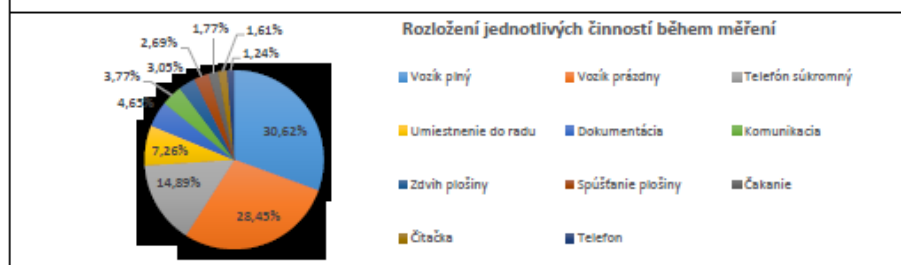 Rozložení jednotlivých činností během měření
1,77%
1,61%
2,69%
1,24%
3,05%
3,77%
4,65%
30,62%
7,26%
14,89%
28,45%
Vozík plný
Vozík prázdny
Telefón súkromný
Umiestnenie do radu
Dokumentácia
Komunikacia
Zdvih plošiny
Spúšťanie plošiny
Čakanie
Čítačka
Telefon